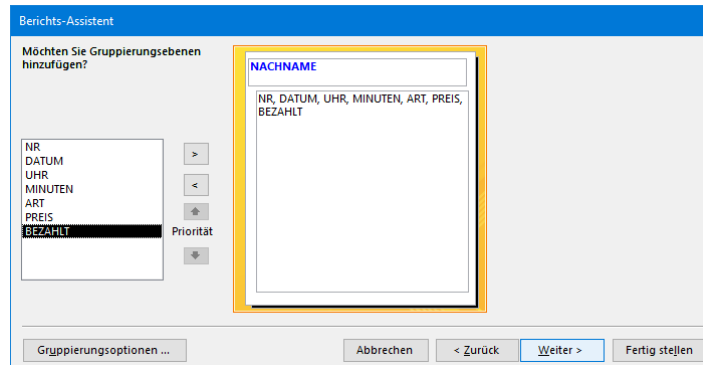 Berichts-Assistent
Möchten Sie Gruppierungsebenen
hinzufügen?
NR
DATUM
UHR
MINUTEN
ART
PREIS
BEZAHLT
>
<
Priorität
NACHNAME
NR, DATUM, UHR, MINUTEN, ART, PREIS,
BEZAHLT
Gruppierungsoptionen ...
Abbrechen
< Zurück
Weiter >
Fertig stellen